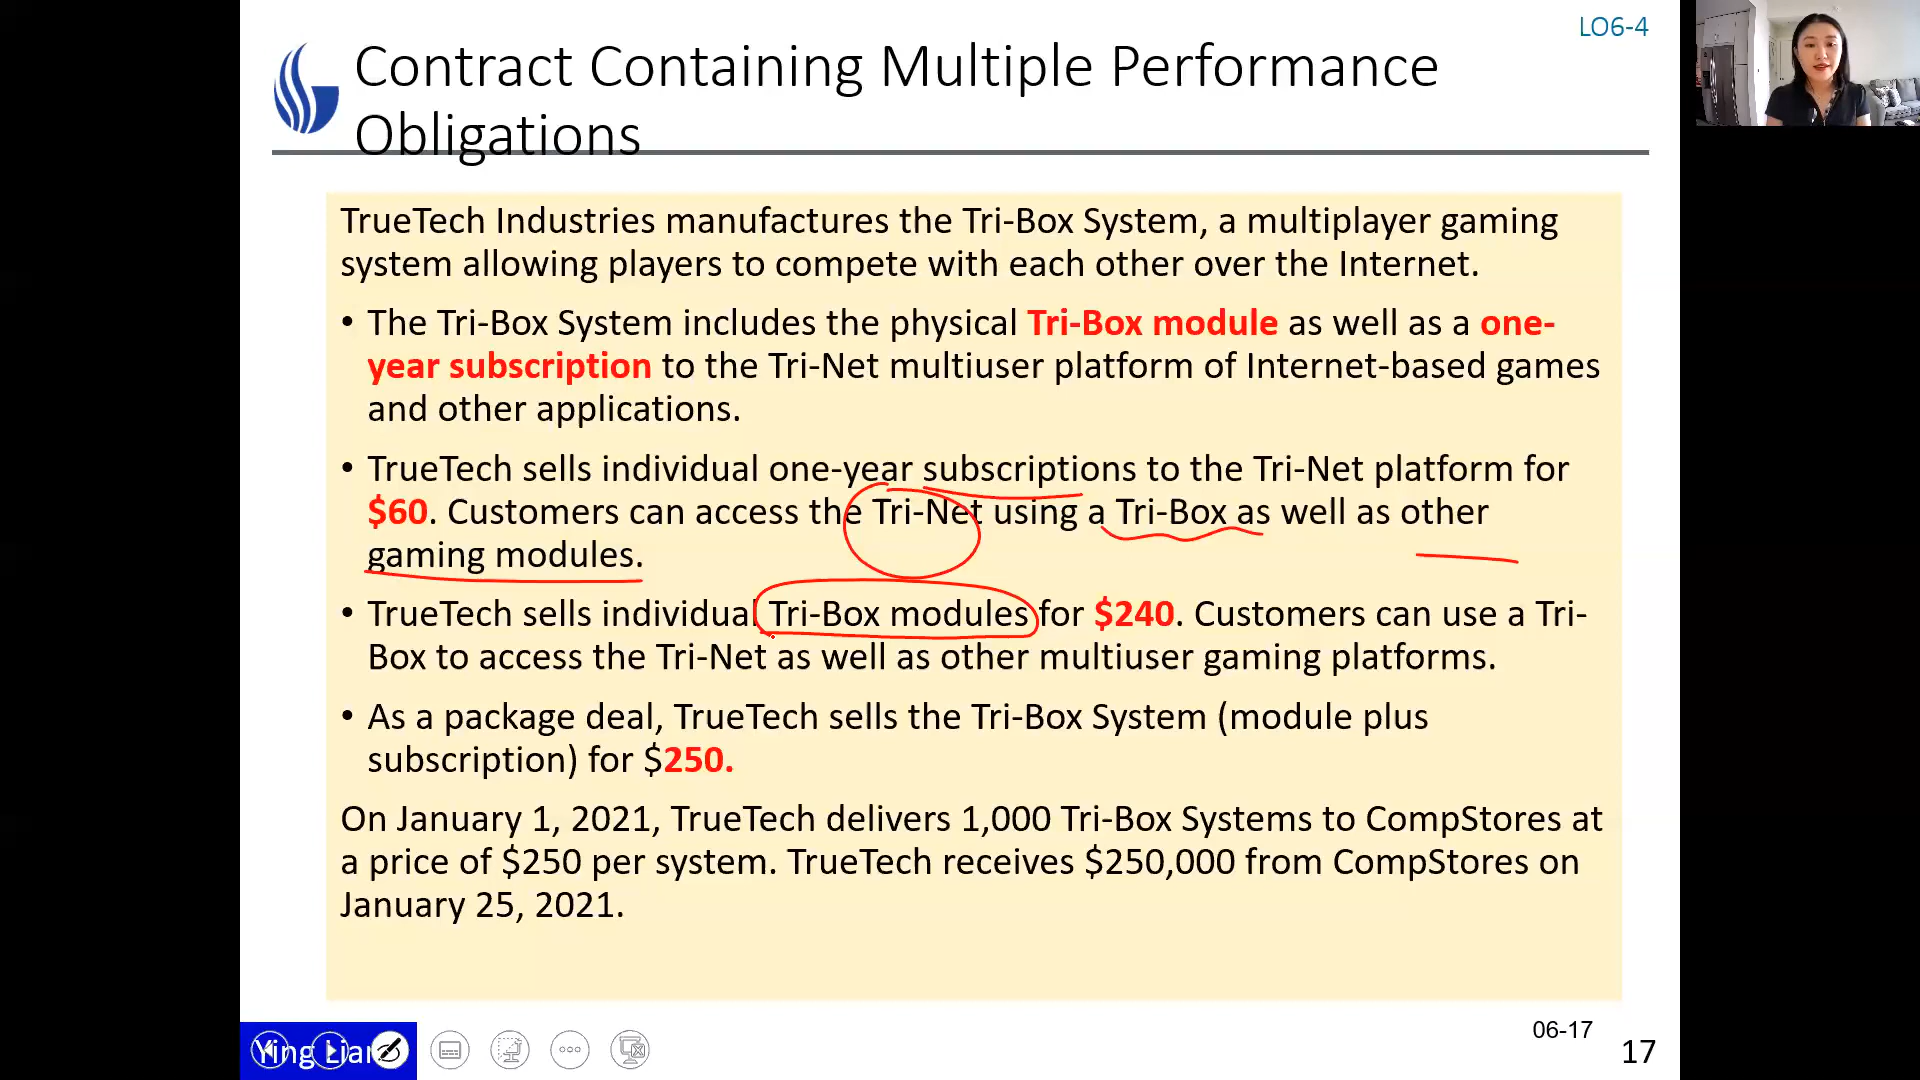 LO6-4
Contract Containing Multiple Performance
Obligations
TrueTech Industries manufactures the Tri-Box System, a multiplayer gaming
system allowing players to compete with each other over the Internet.
• The Tri-Box System includes the physical Tri-Box module as well as a one-
year subscription to the Tri-Net multiuser platform of Internet-based games
and other applications.
• TrueTech sells individual one-year subscriptions to the Tri-Net platform for
$60. Customers can access the Tri-Net using a Tri-Box as well as other
gaming modules.
• TrueTech sells individual Tri-Box modules for $240. Customers can use a Tri-
Box to access the Tri-Net as well as other multiuser gaming platforms.
• As a package deal, TrueTech sells the Tri-Box System (module plus
subscription) for $250.
On January 1, 2021, TrueTech delivers 1,000 Tri-Box Systems to CompStores at
a price of $250 per system. TrueTech receives $250,000 from CompStores on
January 25, 2021.
06-17
Ying
17